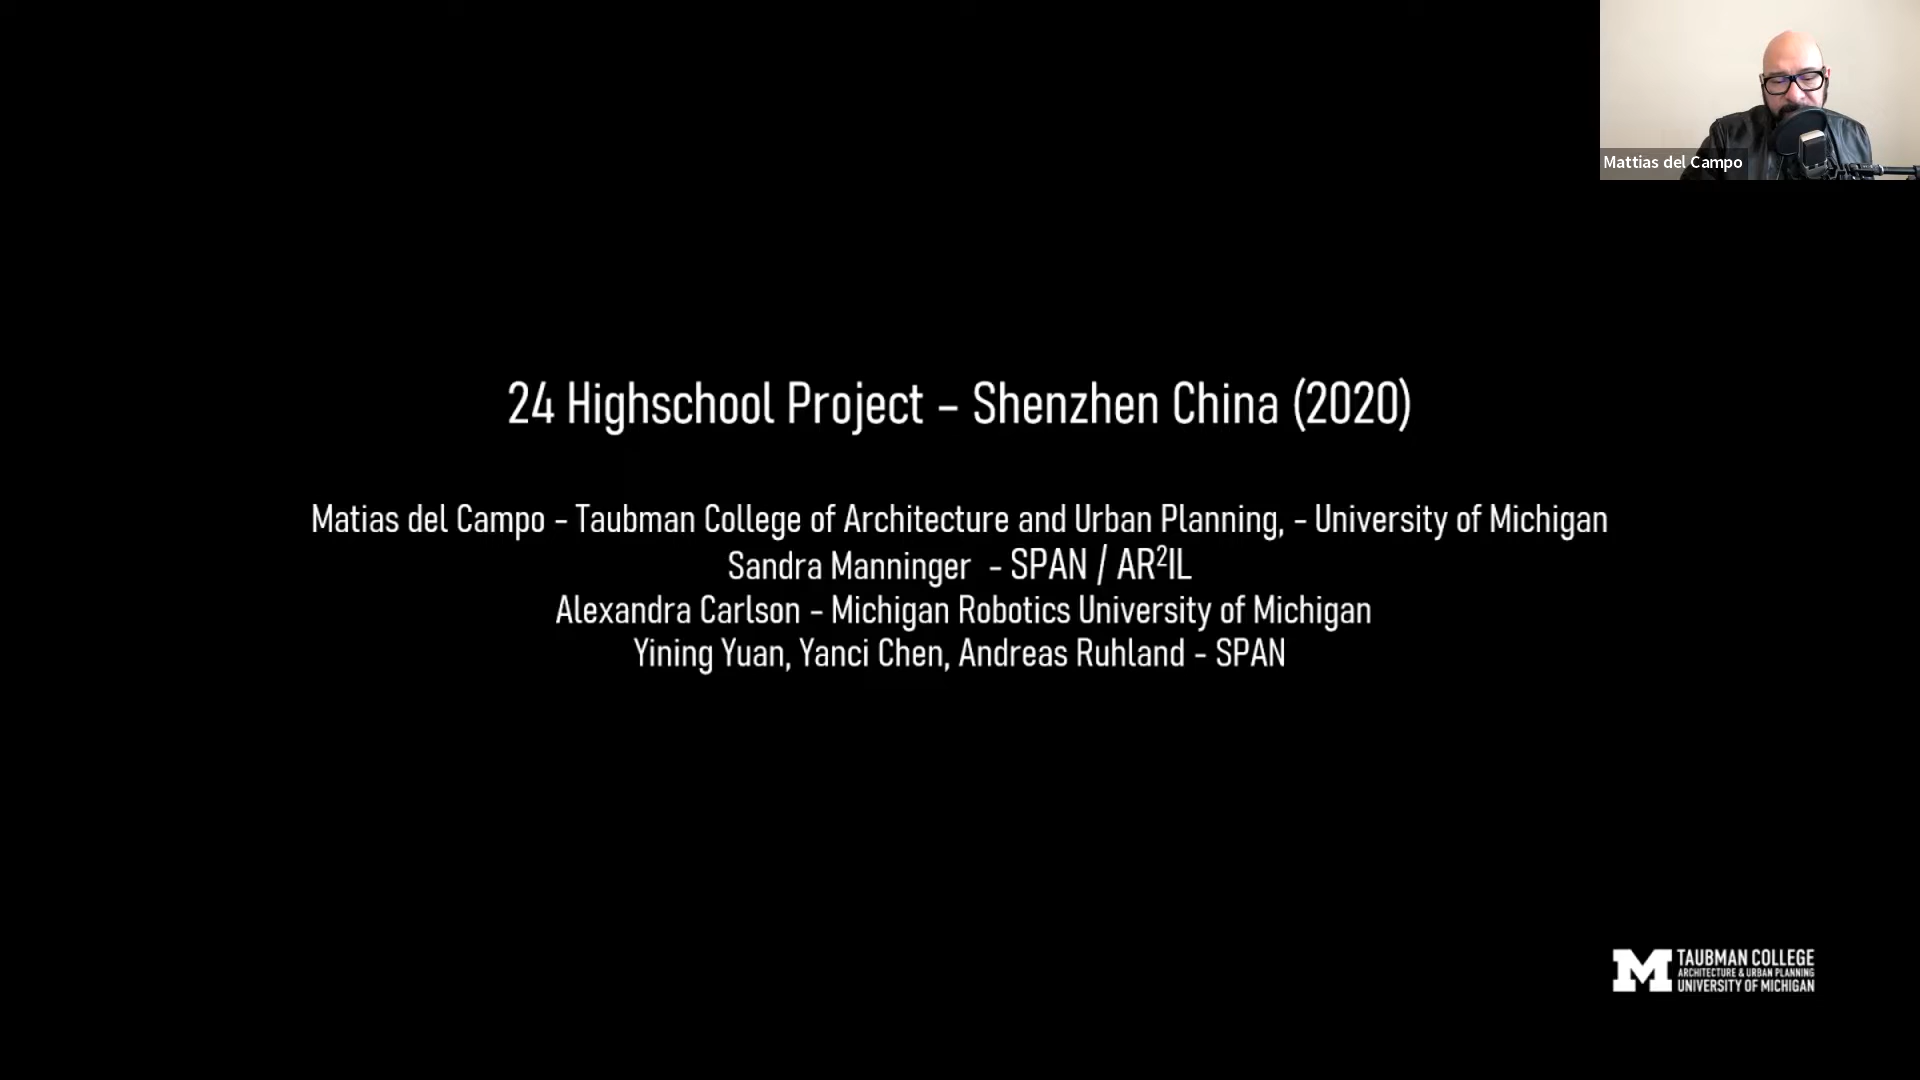 Mattias del Campo
24 Highschool Project – Shenzhen China (2020)
Matias del Campo - Taubman College of Architecture and Urban Planning, - University of Michigan
Sandra Manninger - SPAN / AR²IL
Alexandra Carlson - Michigan Robotics University of Michigan
Yining Yuan, Yanci Chen, Andreas Ruhland - SPAN
M
TAUBMAN COLLEGE
ARCHITECTURE & URBAN PLANNING
UNIVERSITY OF MICHIGAN